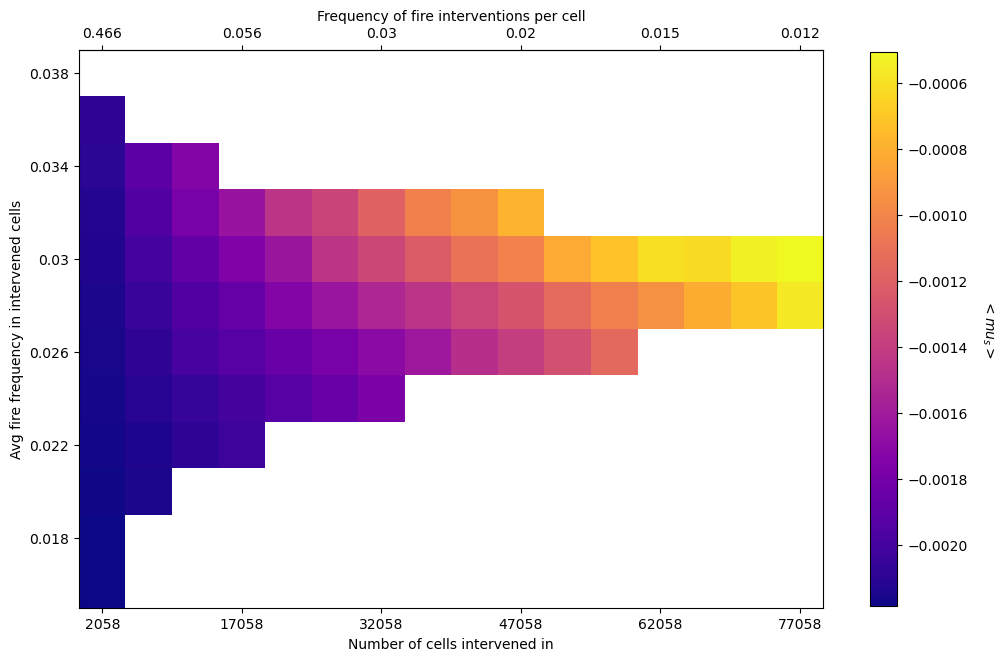 Frequency of fire interventions per cell
0.466 0.056 0.03 0.02 0.015 0.012
0.038
0.034
0.03
0.026
0.022
0.018
Avg fire frequency in intervened cells
2058 17058 32058 47058 62058 77058
Number of cells intervened in
−0.0006
−0.0008
−0.0010
−0.0012
−0.0014
−0.0016
−0.0018
−0.0020
< mu_s >